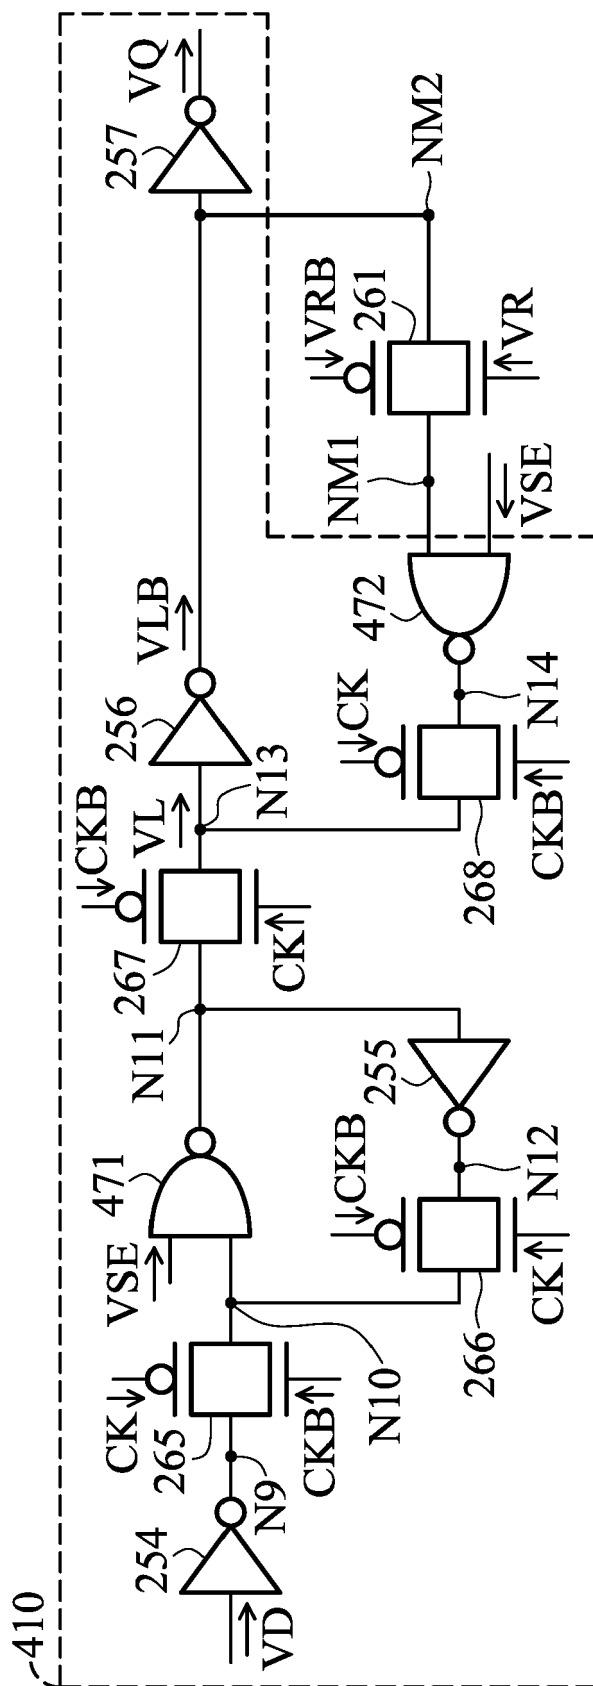 410
VD
254
N9
CK
265
CKB
N10
VSE
471
N11
CKB
266
CK
N12
255
CKB
267
CK
VL
N13
256
VLB
CK
268
CKB
N14
472
VSE
NM1
VRB
261
VR
NM2
257
VQ